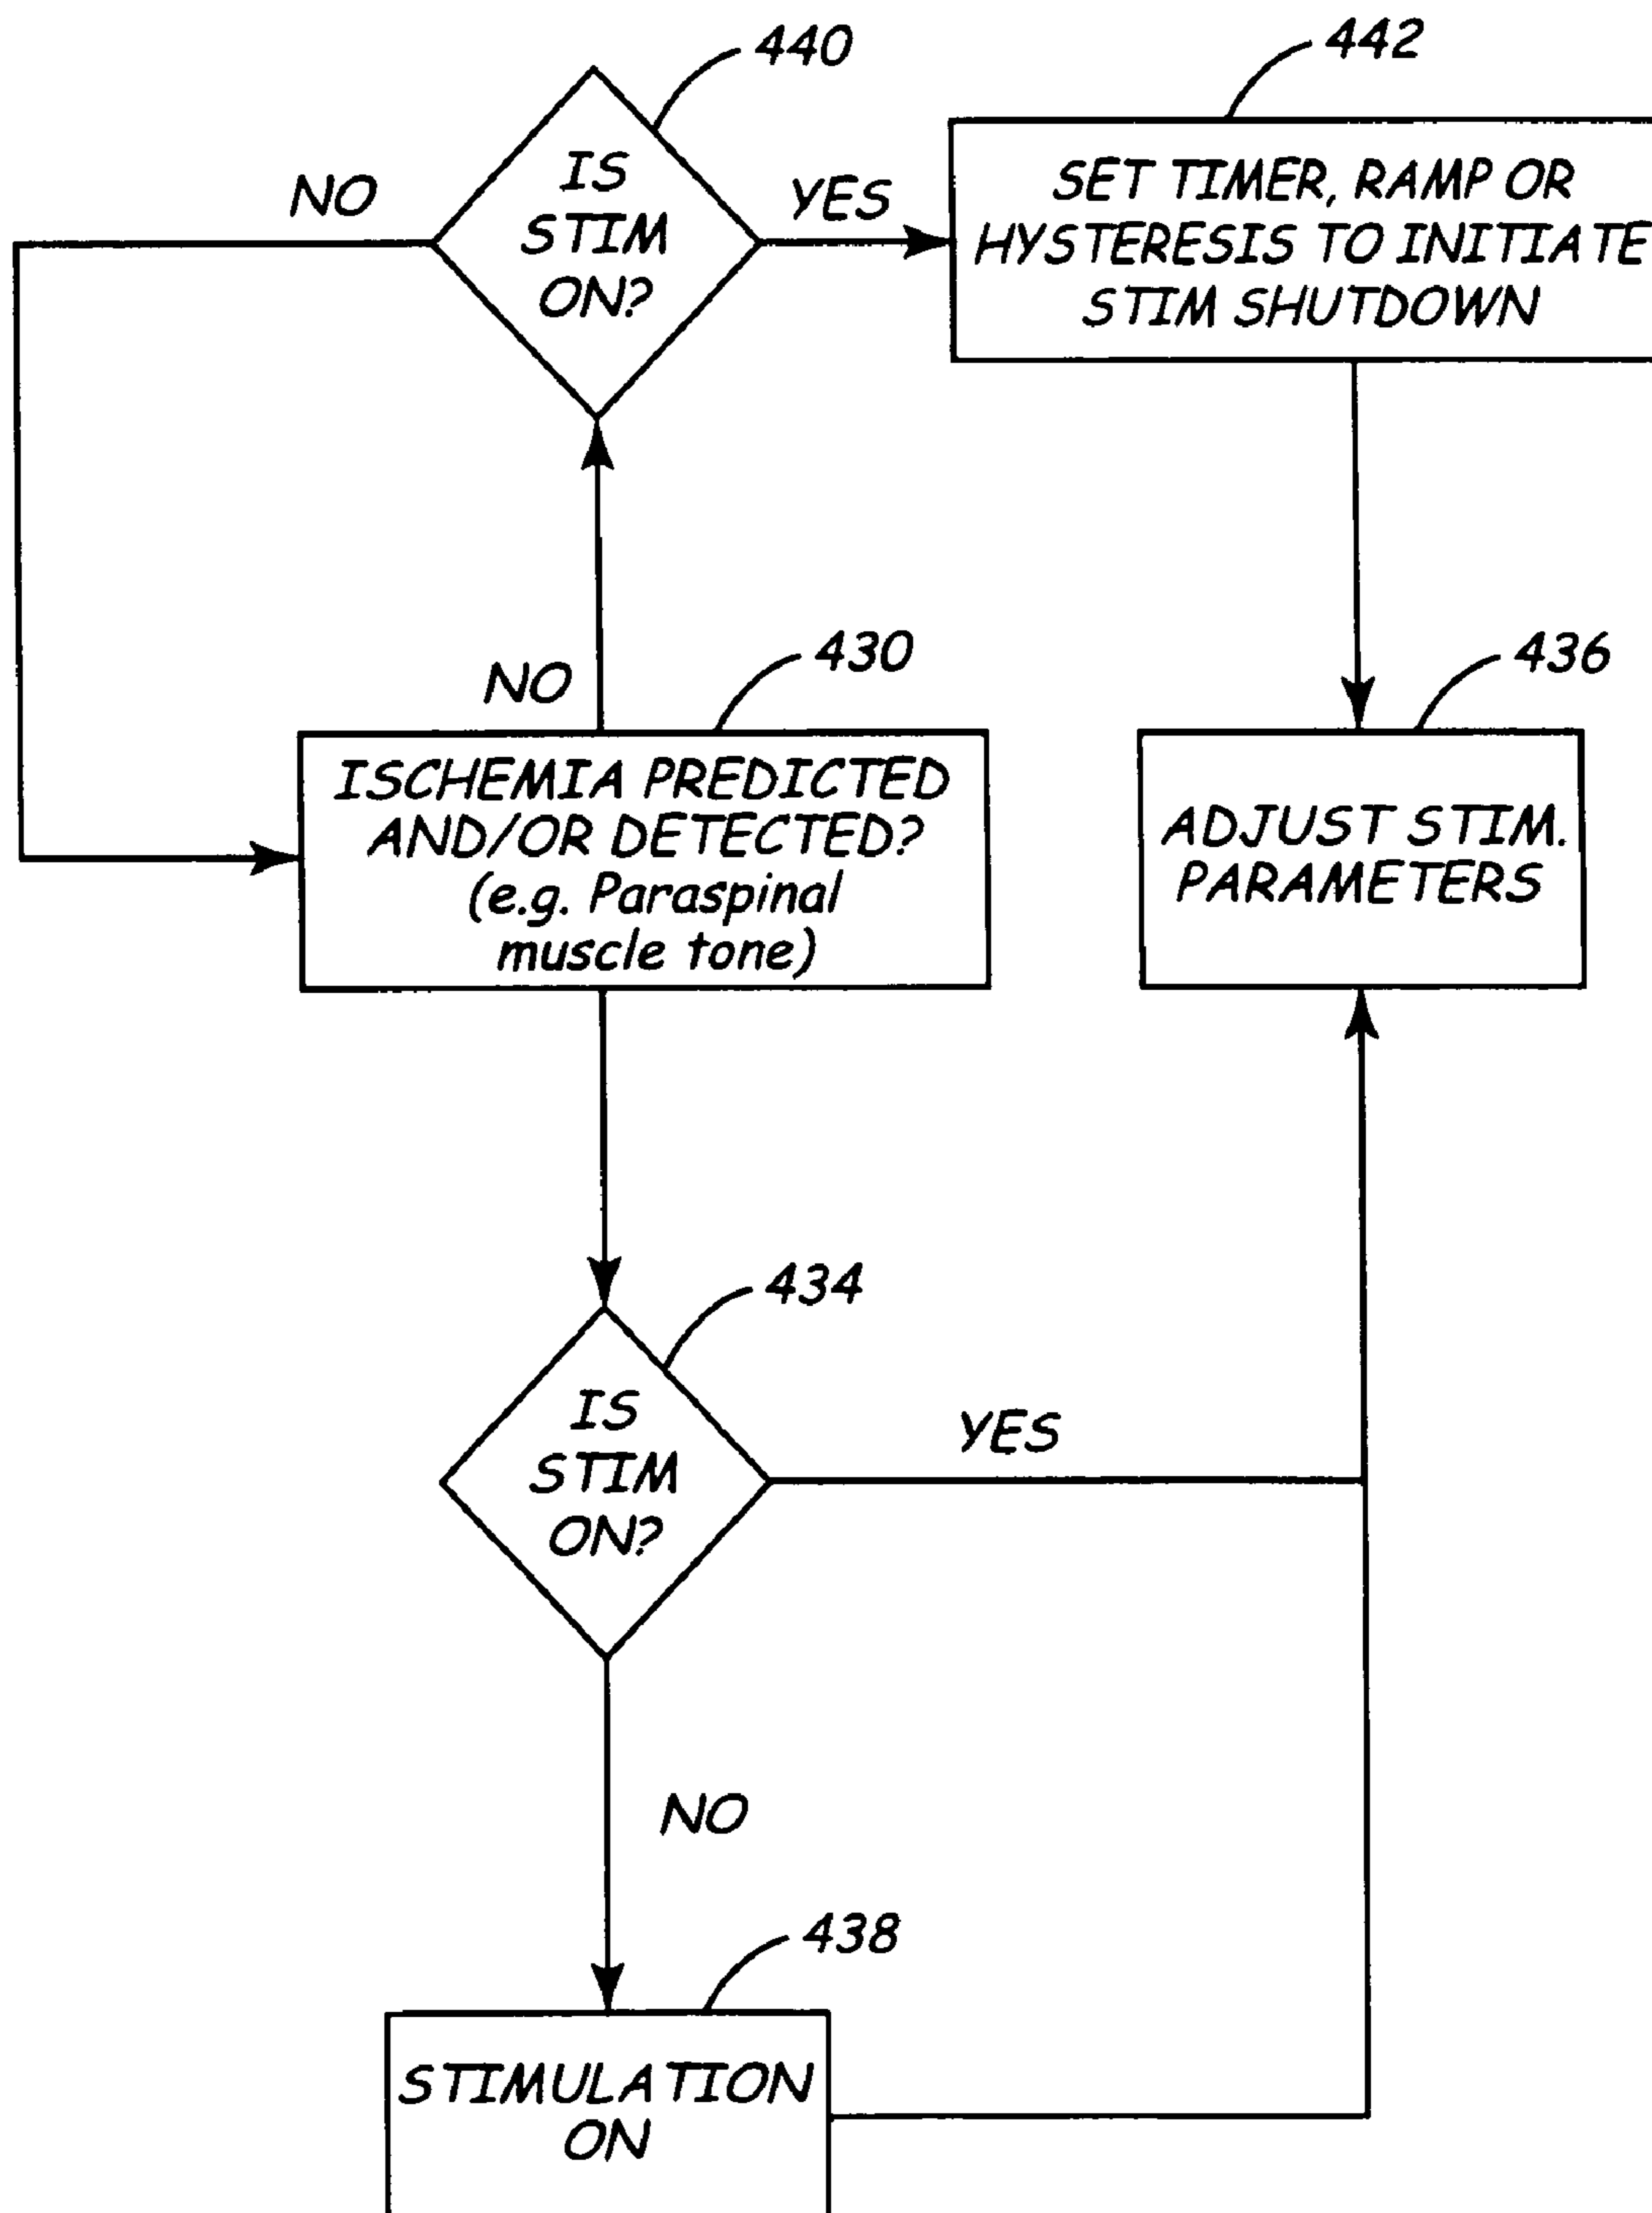 440
442
IS
STIM
ON?
NO
YES
SET TIMER, RAMP OR
HYSTERESIS TO INITIATE
STIM SHUTDOWN
NO
430
436
ISCHEMIA PREDICTED
AND/OR DETECTED?
(e.g. Paraspinal
muscle tone)
ADJUST STIM.
PARAMETERS
434
IS
STIM
ON?
YES
NO
438
STIMULATION
ON